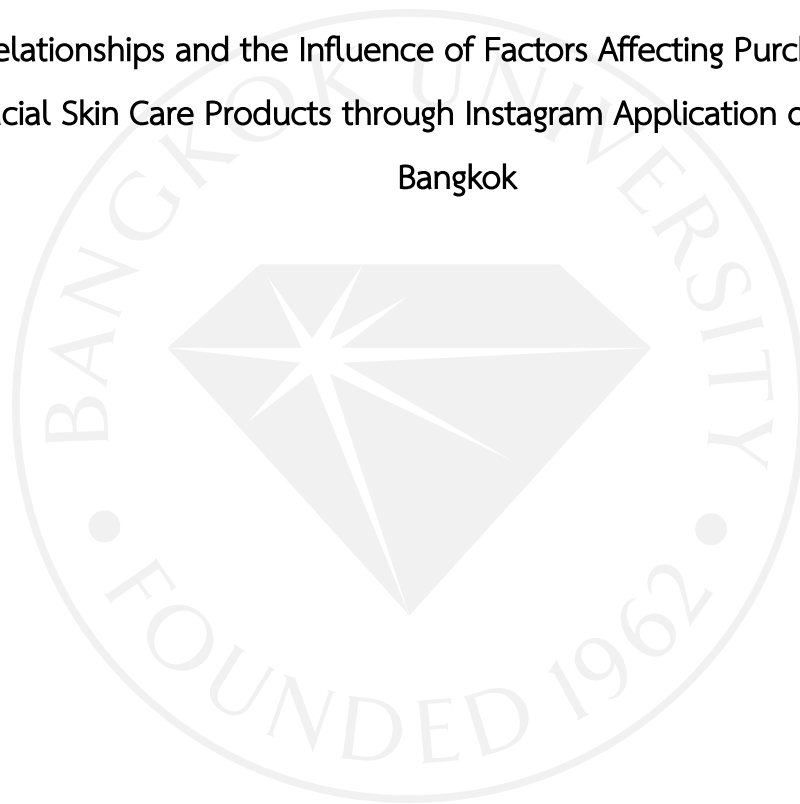 elationships and the Influence of Factors Affecting Purc
cial Skin Care Products through Instagram Application
Bangkok
BANGKOK UNIVERSITY
FOUNDED 1962